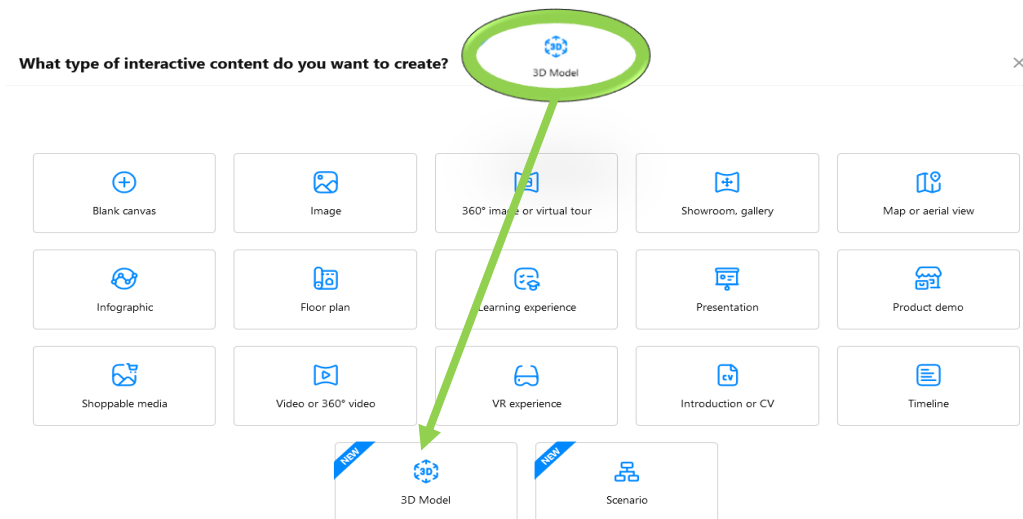 3D
3D Model
What type of interactive content do you want to create?
Blank canvas
Image
360° image or virtual tour
Showroom, gallery
Map or aerial view
Infographic
Floor plan
Learning experience
Presentation
Product demo
Shoppable media
Video or 360° video
VR experience
CV
Introduction or CV
Timeline
NEW
3D
3D Model
NEW
Scenario